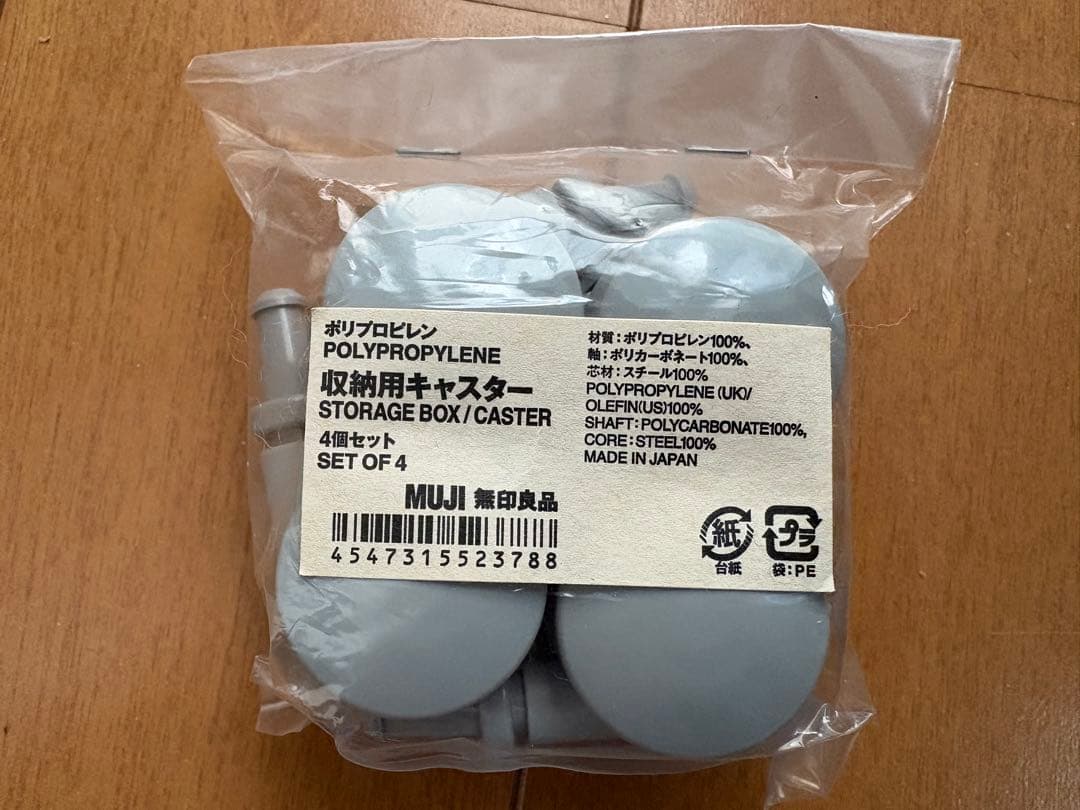 ポリプロピレン
POLYPROPYLENE
収納用キャスター
STORAGE BOX/CASTER
4個セット
SET OF 4
MUJI 無印良品
4547315523788
材質:ポリプロピレン100%、
軸:ポリカーボネート100%、
芯材:スチール100%
POLYPROPYLENE (UK)/
OLEFIN(US)100%
SHAFT:POLYCARBONATE100%,
CORE:STEEL100%
MADE IN JAPAN
紙
台紙
プラ
袋:PE